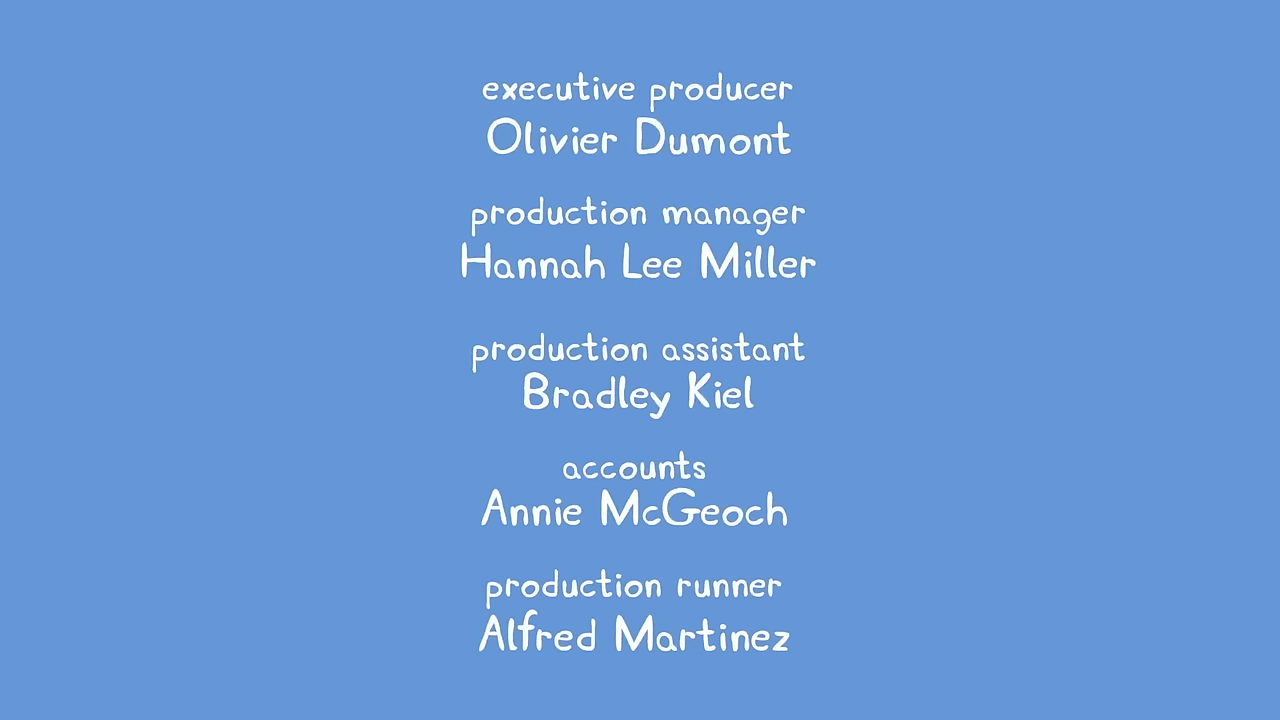 executive producer
Olivier Dumont
production manager
Hannah Lee Miller
production assistant
Bradley Kiel
accounts
Annie McGeoch
production runner
Alfred Martinez